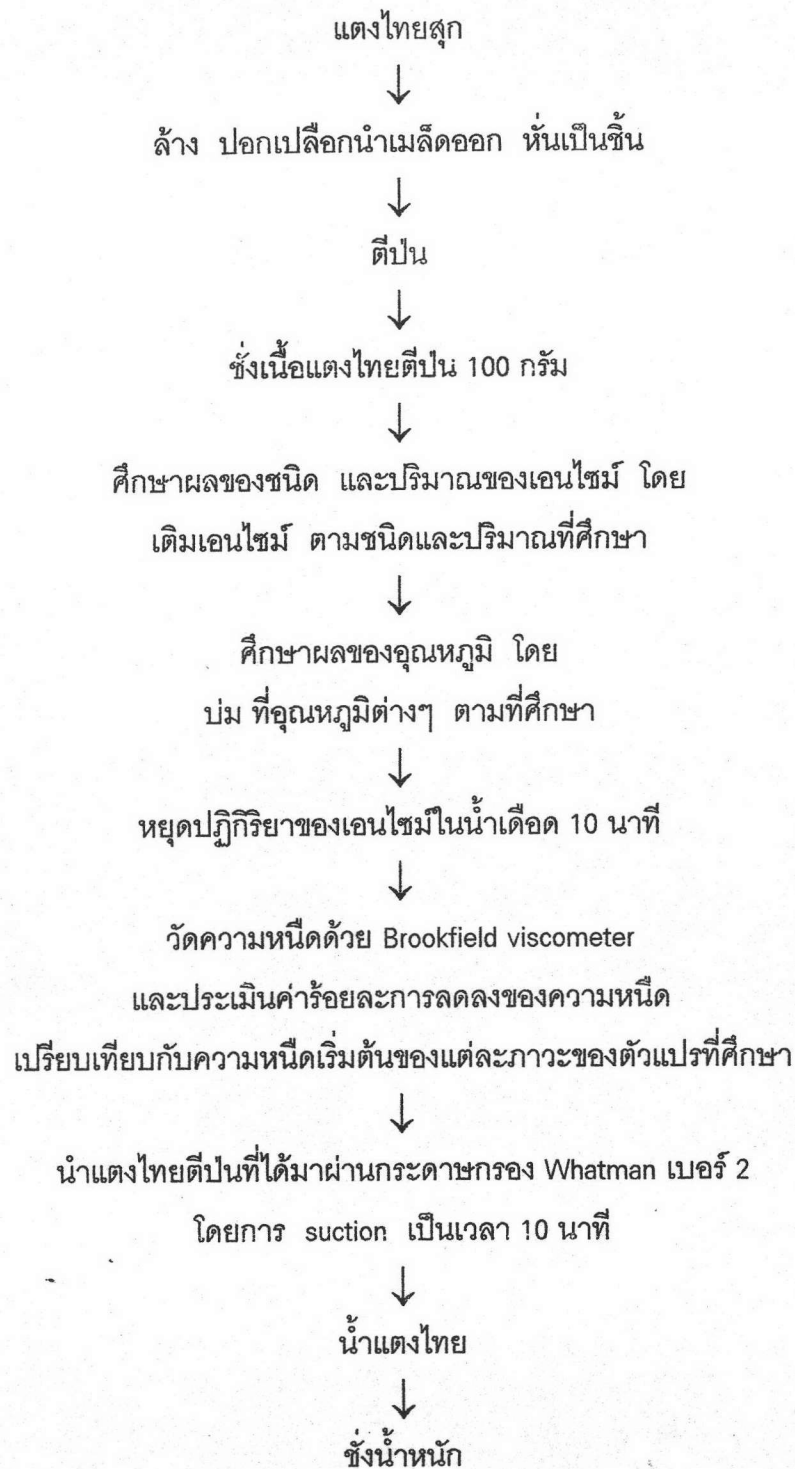 แตงไทยสุก
ล้าง ปอกเปลือกนำเมล็ดออก หั่นเป็นชิ้น
ตีป่น
ชั่งเนื้อแตงไทยตีป่น 100 กรัม
ศึกษาผลของชนิด และปริมาณของเอนไซม์ โดย
เติมเอนไซม์ ตามชนิดและปริมาณที่ศึกษา
ศึกษาผลของอุณหภูมิ โดย
บ่ม ที่อุณหภูมิต่างๆ ตามที่ศึกษา
หยุดปฏิกิริยาของเอนไซม์ในน้ำเดือด 10 นาที
วัดความหนืดด้วย Brookfield viscometer
และประเมินค่าร้อยละการลดลงของความหนืด
เปรียบเทียบกับความหนืดเริ่มต้นของแต่ละภาวะของตัวแปรที่ศึกษา
นำแตงไทยตีป่นที่ได้มาผ่านกระดาษกรอง Whatman เบอร์ 2
โดยการ suction เป็นเวลา 10 นาที
น้ำแตงไทย
ชั่งน้ำหนัก